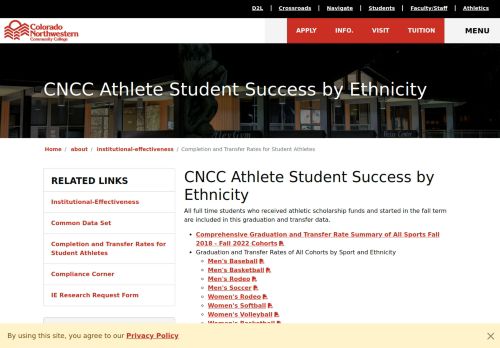 D2L | Crossroads | Navigate | Students | Faculty/Staff | Athletics
Colorado
Northwestern
Community College
APPLY INFO. VISIT TUITION MENU
CNCC Athlete Student Success by Ethnicity
Home / about / institutional-effectiveness / Completion and Transfer Rates for Student Athletes
RELATED LINKS
Institutional-Effectiveness
Common Data Set
Completion and Transfer Rates for
Student Athletes
Compliance Corner
IE Research Request Form
CNCC Athlete Student Success by
Ethnicity
All full time students who received athletic scholarship funds and started in the fall term
are included in this graduation and transfer data.
Comprehensive Graduation and Transfer Rate Summary of All Sports Fall
2018 - Fall 2022 Cohorts
Graduation and Transfer Rates of All Cohorts by Sport and Ethnicity
Men's Baseball
Men's Basketball
Men's Rodeo
Men's Soccer
Women's Rodeo
Women's Softball
Women's Volleyball
Women's Basketball
By using this site, you agree to our Privacy Policy